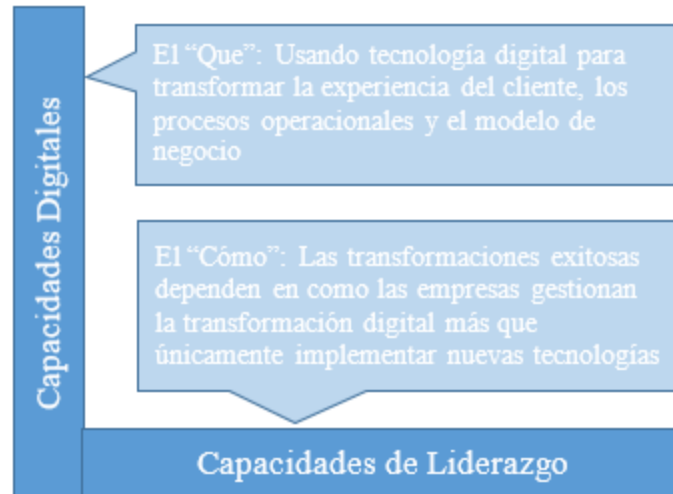 Capacidades Digitales
El “Que”: Usando tecnología digital para
transformar la experiencia del cliente, los
procesos operacionales y el modelo de
negocio
El “Cómo”: Las transformaciones exitosas
dependen en como las empresas gestionan
la transformación digital más que
únicamente implementar nuevas tecnologías
Capacidades de Liderazgo